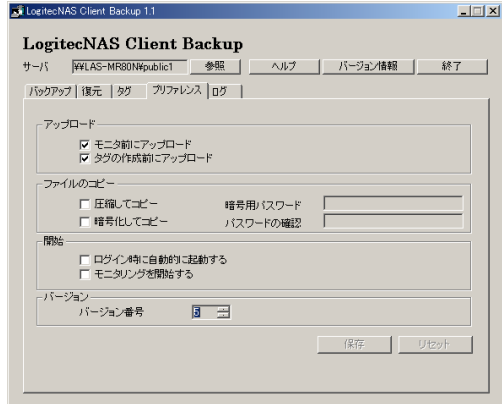 LogitecNAS Client Backup 1.1
LogitecNAS Client Backup
サーバ ¥¥LAS-MR80N¥public1 参照 ヘルプ バージョン情報 終了
バックアップ 復元 タグ プリファレンス ログ
アップロード
モニタ前にアップロード
タグの作成前にアップロード
ファイルのコピー
圧縮してコピー 暗号用パスワード
暗号化してコピー パスワードの確認
開始
ログイン時に自動的に起動する
モニタリングを開始する
バージョン
バージョン番号 5
保存 リセット